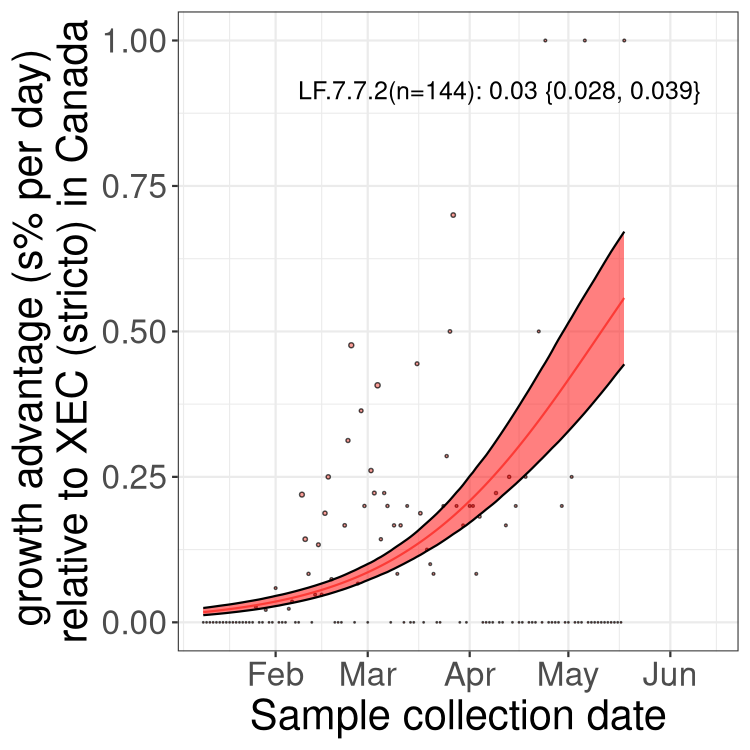 growth advantage (s% per day)
relative to XEC (stricto) in Canada
1.00
0.75
0.50
0.25
0.00
LF.7.7.2(n=144): 0.03 {0.028, 0.039}
Feb Mar Apr May Jun
Sample collection date